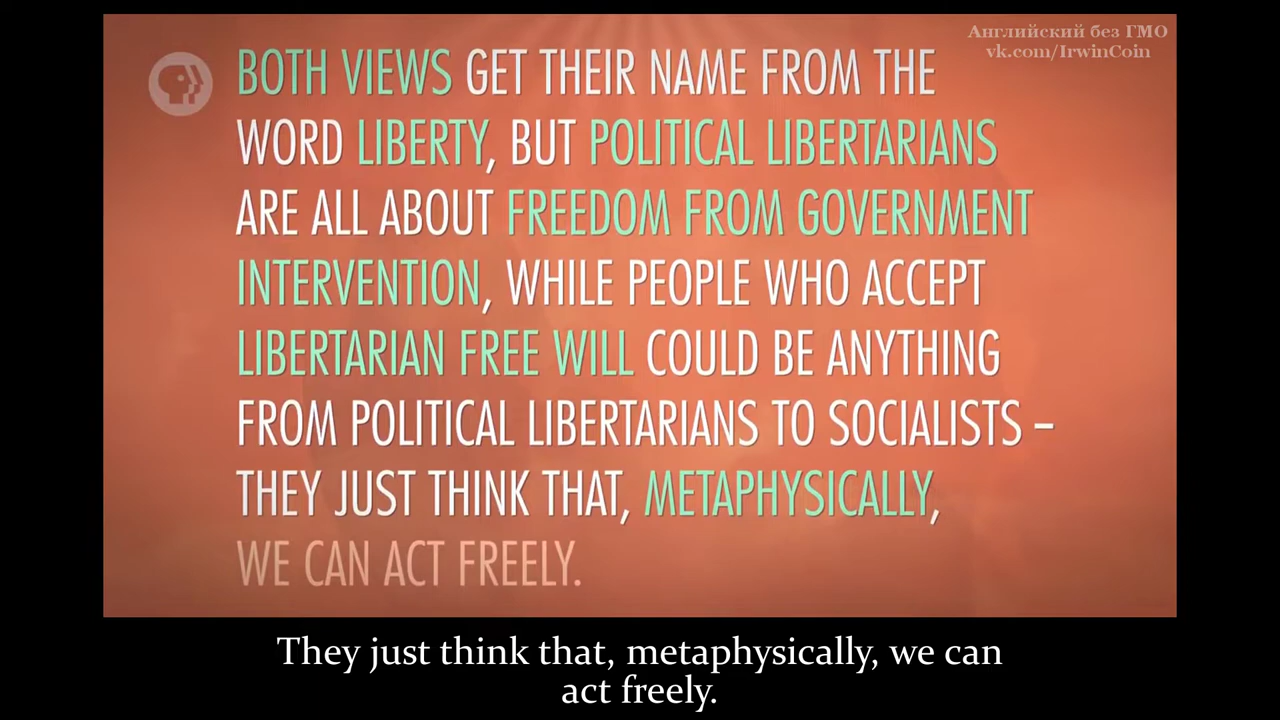 Английский без ГМО
vk.com/IrwinCoin
BOTH VIEWS GET THEIR NAME FROM THE
WORD LIBERTY, BUT POLITICAL LIBERTARIANS
ARE ALL ABOUT FREEDOM FROM GOVERNMENT
INTERVENTION, WHILE PEOPLE WHO ACCEPT
LIBERTARIAN FREE WILL COULD BE ANYTHING
FROM POLITICAL LIBERTARIANS TO SOCIALISTS –
THEY JUST THINK THAT, METAPHYSICALLY,
WE CAN ACT FREELY.
They just think that, metaphysically, we can
act freely.